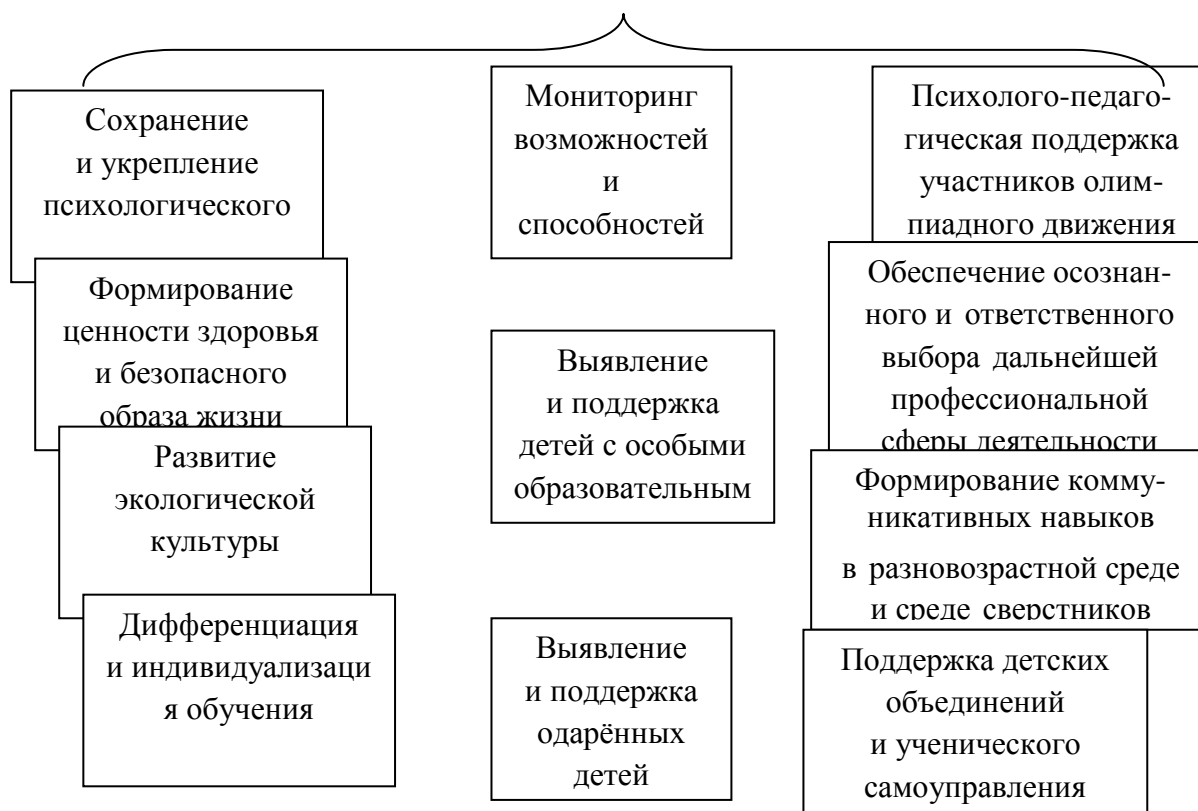 Сохранение
и укрепление
психологического
Формирование
ценности здоровья
и безопасного
образа жизни
Развитие
экологической
культуры
Дифференциация
и индивидуализаци
я обучения
Мониторинг
возможностей
и
способностей
Выявление
и поддержка
детей с особыми
образовательным
Выявление
и поддержка
одарённых
детей
Психолого-педаго-
гическая поддержка
участников олим-
пиадного движения
Обеспечение осознан-
ного и ответственного
выбора дальнейшей
профессиональной
сферы деятельности
Формирование комму-
никативных навыков
в разновозрастной среде
и среде сверстников
Поддержка детских
объединений
и ученического
самоуправления